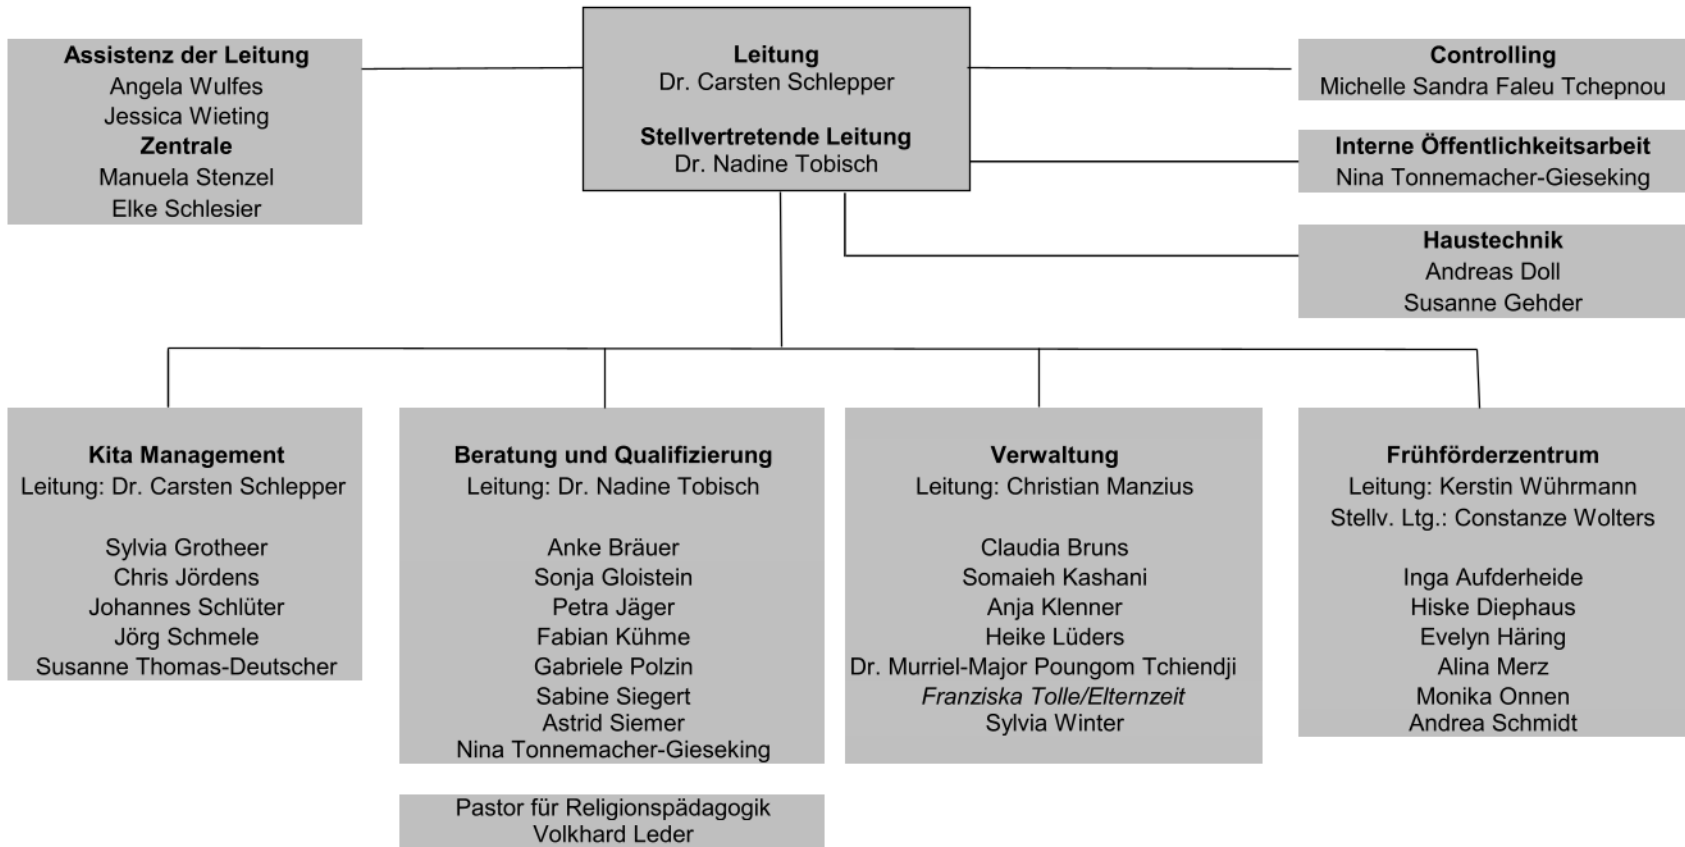 Assistenz der Leitung
Angela Wulfes
Jessica Wieting
Zentrale
Manuela Stenzel
Elke Schlesier
Leitung
Dr. Carsten Schlepper
Stellvertretende Leitung
Dr. Nadine Tobisch
Controlling
Michelle Sandra Faleu Tchepnou
Interne Öffentlichkeitsarbeit
Nina Tonnemacher-Gieseking
Haustechnik
Andreas Doll
Susanne Gehder
Kita Management
Leitung: Dr. Carsten Schlepper
Sylvia Grotheer
Chris Jördens
Johannes Schlüter
Jörg Schmele
Susanne Thomas-Deutscher
Beratung und Qualifizierung
Leitung: Dr. Nadine Tobisch
Anke Bräuer
Sonja Gloistein
Petra Jäger
Fabian Kühme
Gabriele Polzin
Sabine Siegert
Astrid Siemer
Nina Tonnemacher-Gieseking
Pastor für Religionspädagogik
Volkhard Leder
Verwaltung
Leitung: Christian Manzius
Claudia Bruns
Somaieh Kashani
Anja Klenner
Heike Lüders
Dr. Murriel-Major Poungom Tchiendji
Franziska Tolle/Elternzeit
Sylvia Winter
Frühförderzentrum
Leitung: Kerstin Wührmann
Stellv. Ltg.: Constanze Wolters
Inga Aufderheide
Hiske Diephaus
Evelyn Häring
Alina Merz
Monika Onnen
Andrea Schmidt